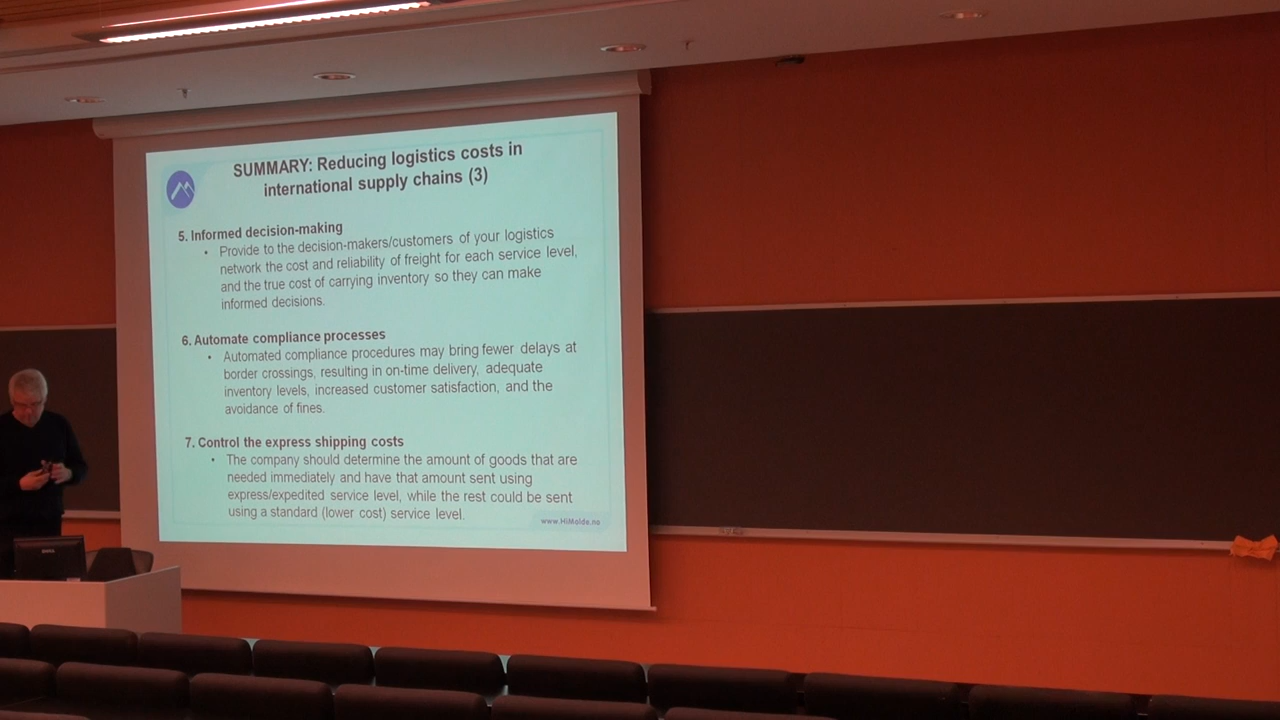 SUMMARY: Reducing logistics costs in
international supply chains (3)
5. Informed decision-making
• Provide to the decision-makers/customers of your logistics
network the cost and reliability of freight for each service level,
and the true cost of carrying inventory so they can make
informed decisions.
6. Automate compliance processes
• Automated compliance procedures may bring fewer delays at
border crossings, resulting in on-time delivery, adequate
inventory levels, increased customer satisfaction, and the
avoidance of fines.
7. Control the express shipping costs
• The company should determine the amount of goods that are
needed immediately and have that amount sent using
express/expedited service level, while the rest could be sent
using a standard (lower cost) service level.
www.HiMolde.no